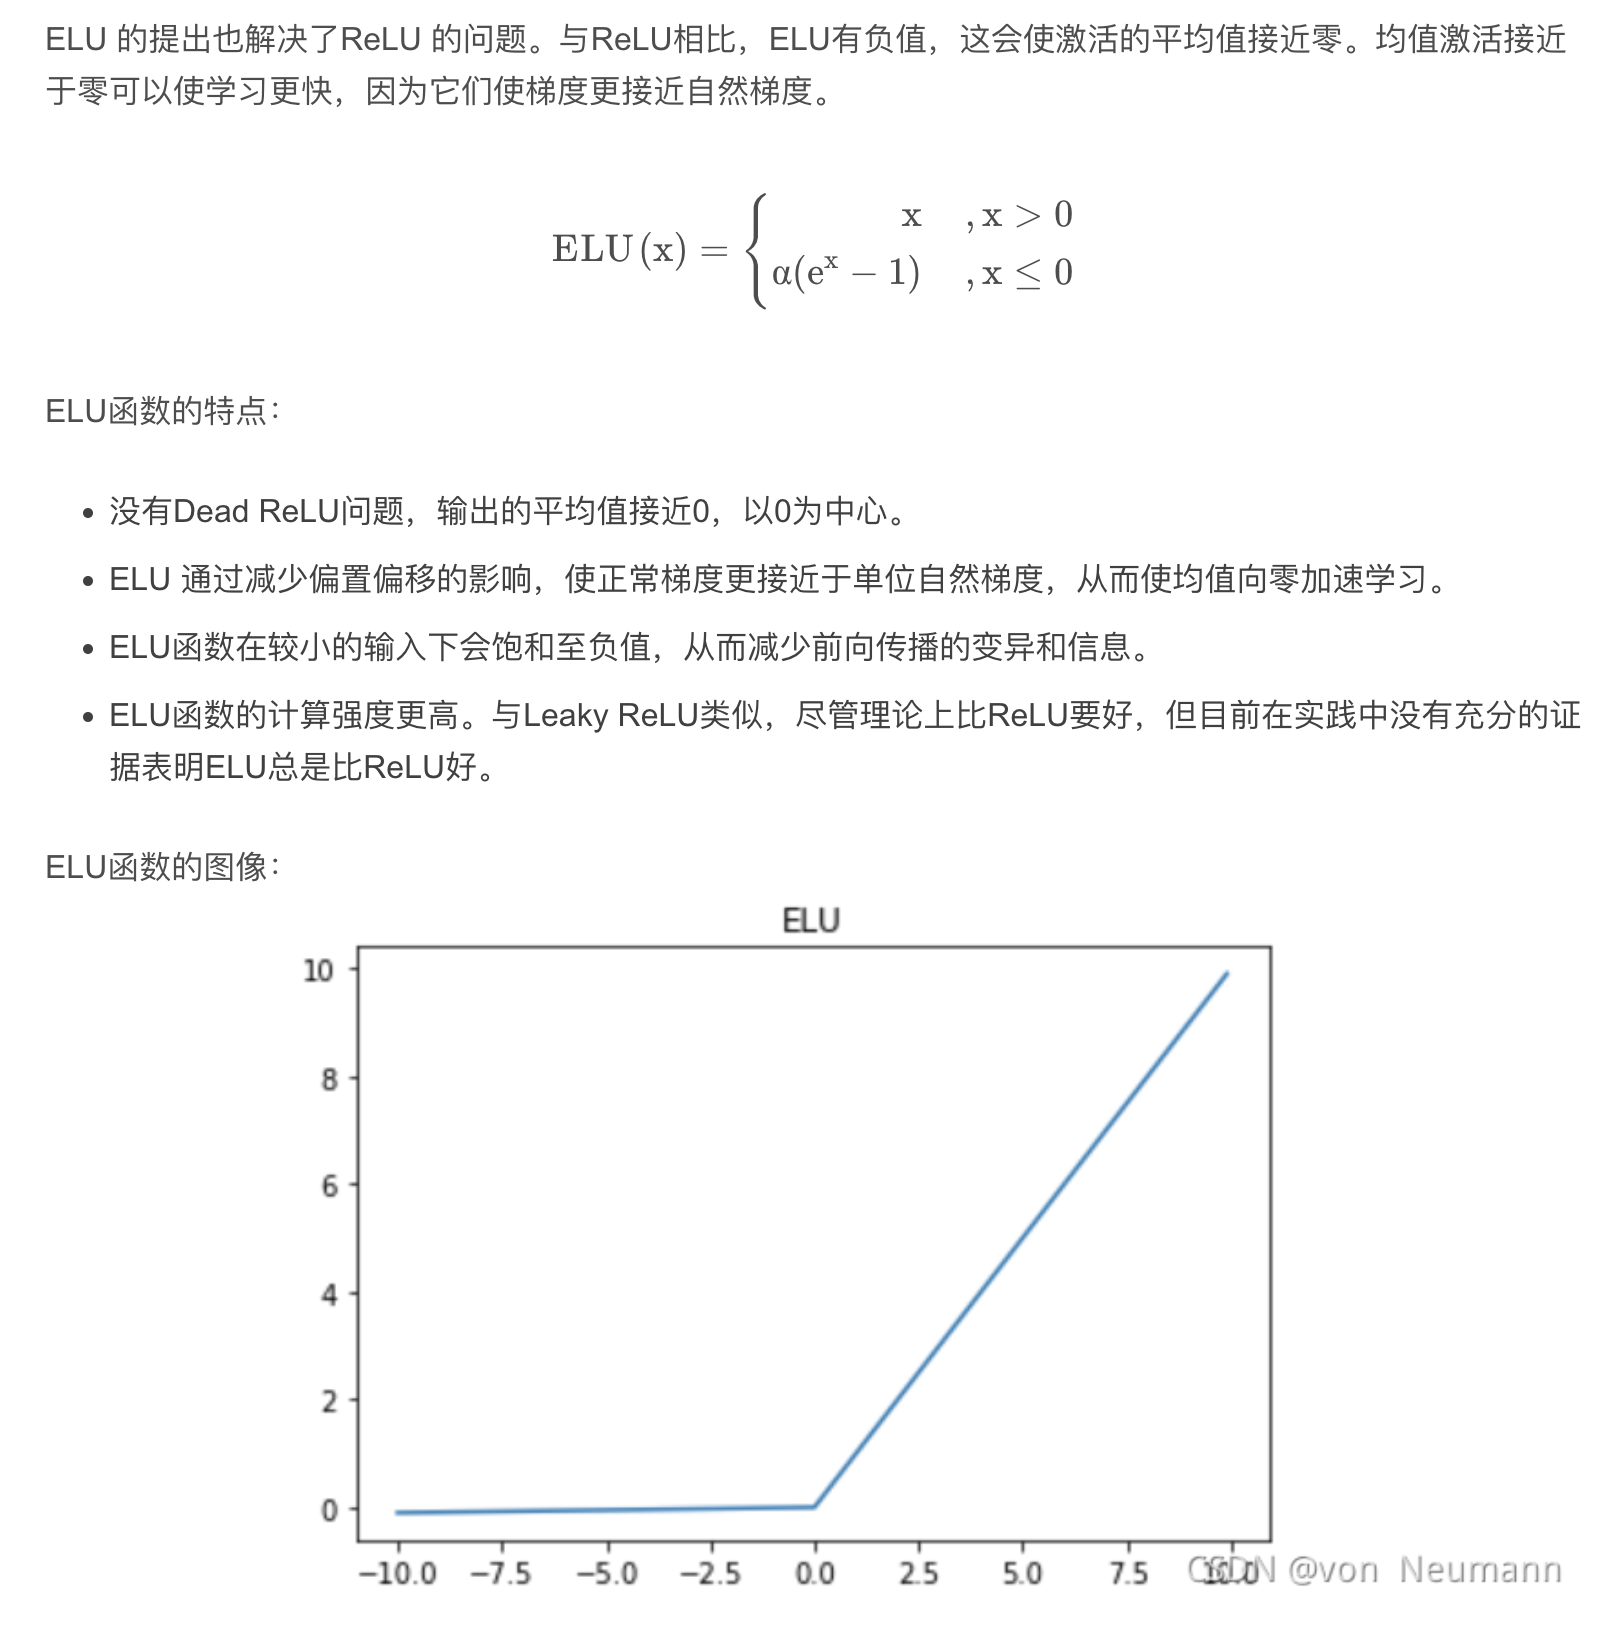 ELU 的提出也解决了ReLU 的问题。与ReLU相比，ELU有负值，这会使激活的平均值接近零。均值激活接近
于零可以使学习更快，因为它们使梯度更接近自然梯度。
ELU(x) = { x , x > 0
α(eˣ − 1) , x ≤ 0
ELU函数的特点：
• 没有Dead ReLU问题，输出的平均值接近0，以0为中心。
• ELU 通过减少偏置偏移的影响，使正常梯度更接近于单位自然梯度，从而使均值向零加速学习。
• ELU函数在较小的输入下会饱和至负值，从而减少前向传播的变异和信息。
• ELU函数的计算强度更高。与Leaky ReLU类似，尽管理论上比ReLU要好，但目前在实践中没有充分的证
据表明ELU总是比ReLU好。
ELU函数的图像：
ELU
10
8
6
4
2
0
−10.0 −7.5 −5.0 −2.5 0.0 2.5 5.0 7.5 10.0
CSDN @von Neumann